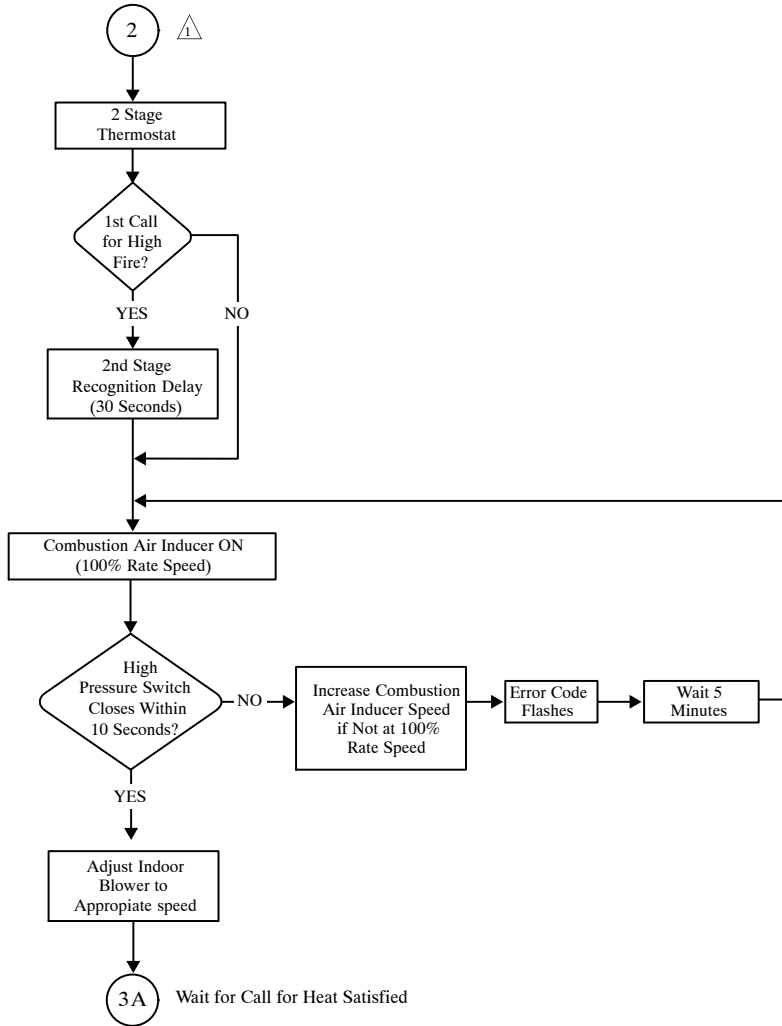 2
1
2 Stage
Thermostat
1st Call
for High
Fire?
YES
NO
2nd Stage
Recognition Delay
(30 Seconds)
Combustion Air Inducer ON
(100% Rate Speed)
High
Pressure Switch
Closes Within
10 Seconds?
NO
Increase Combustion
Air Inducer Speed
if Not at 100%
Rate Speed
Error Code
Flashes
Wait 5
Minutes
YES
Adjust Indoor
Blower to
Appropiate speed
3A
Wait for Call for Heat Satisfied